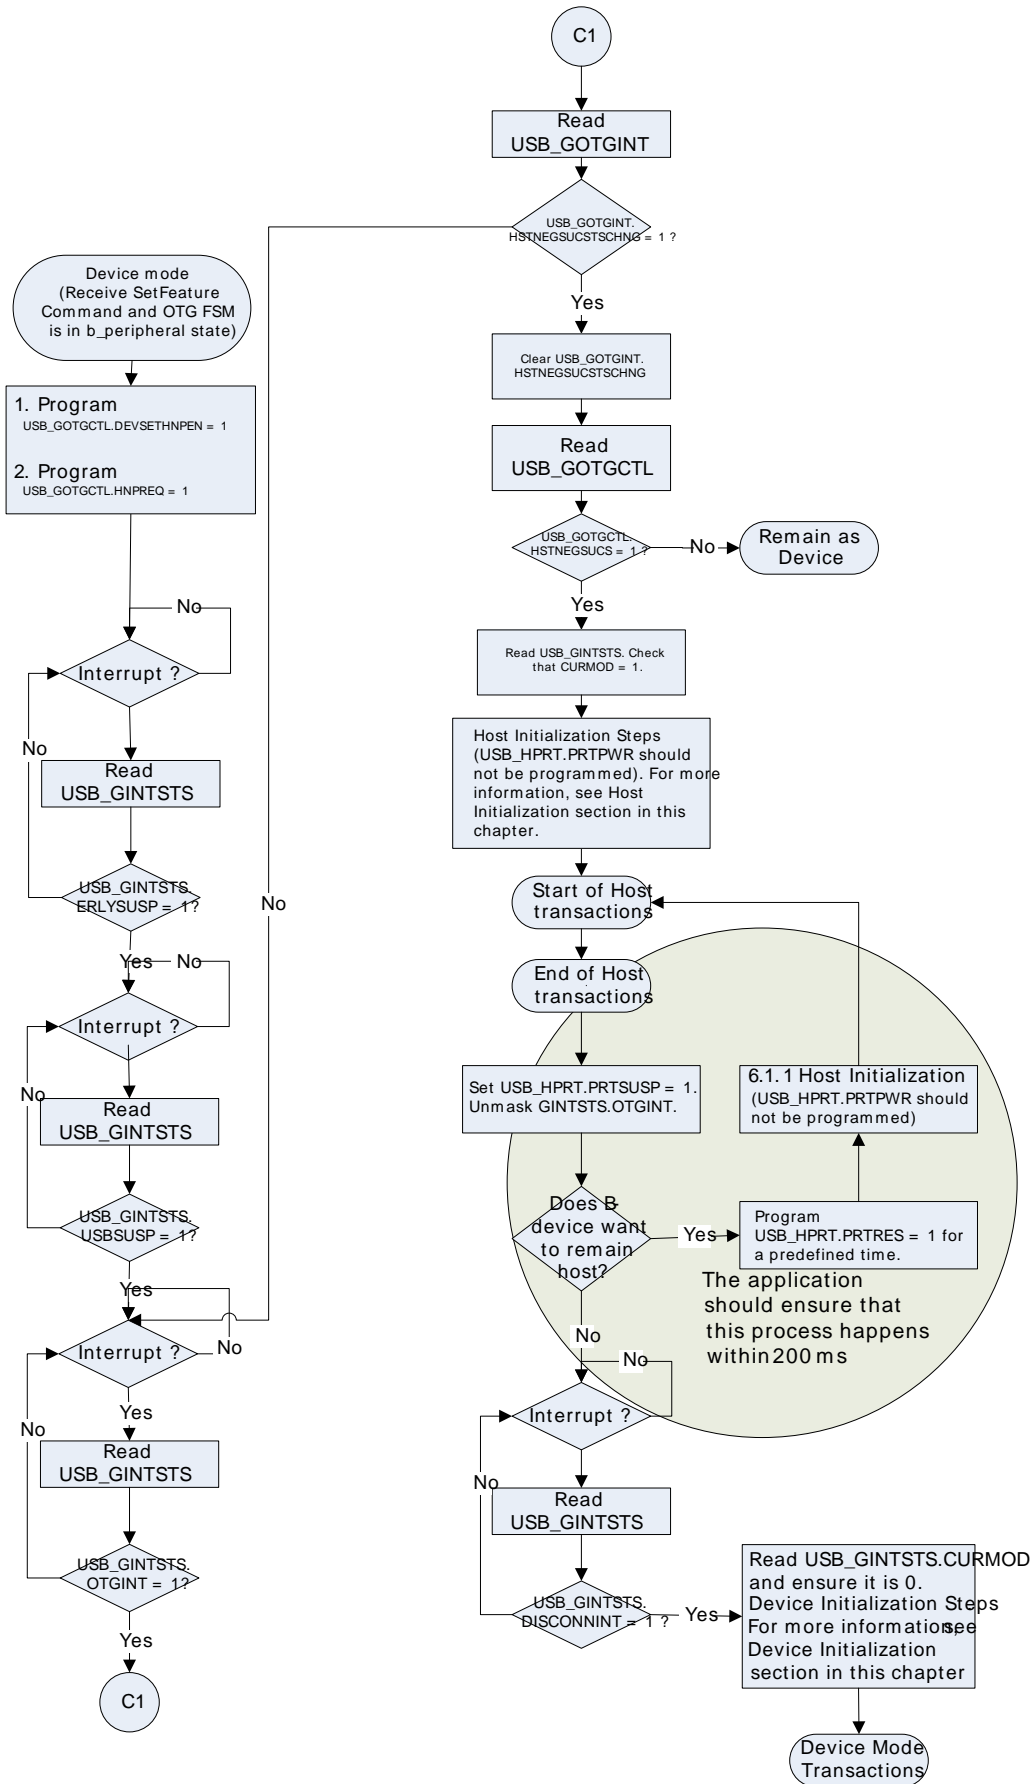 C1
Read
USB_GOTGINT
USB_GOTGINT.
HSTNEGSUCSTSCHNG = 1 ?
Yes
No
Clear USB_GOTGINT.
HSTNEGSUCSTSCHNG
Read
USB_GOTGCTL
USB_GOTGCTL.
HSTNEGSUCS = 1 ?
No
Remain as
Device
Yes
Read USB_GINTSTS. Check
that CURMOD = 1.
Host Initialization Steps
(USB_HPRT.PRTPWR should
not be programmed). For more
information, see Host
Initialization section in this
chapter.
Start of Host
transactions
End of Host
transactions
Set USB_HPRT.PRTSUSP = 1.
Unmask GINTSTS.OTGINT.
6.1.1 Host Initialization
(USB_HPRT.PRTPWR should
not be programmed)
Does B-
device want
to remain
host?
Yes
Program
USB_HPRT.PRTRES = 1 for
a predefined time.
The application
should ensure that
this process happens
within 200 ms
No
No
Interrupt ?
No
Read
USB_GINTSTS
USB_GINTSTS.
DISCONNINT = 1 ?
Yes
Read USB_GINTSTS.CURMOD
and ensure it is 0.
Device Initialization Steps
For more information, see
Device Initialization
section in this chapter
Device Mode
Transactions
Device mode
(Receive SetFeature
Command and OTG FSM
is in b_peripheral state)
1. Program
USB_GOTGCTL.DEVSETHNPEN = 1
2. Program
USB_GOTGCTL.HNPREQ = 1
No
Interrupt ?
No
Read
USB_GINTSTS
USB_GINTSTS.
ERLYSUSP = 1?
Yes
No
Interrupt ?
No
Read
USB_GINTSTS
USB_GINTSTS.
USBSUSP = 1?
Yes
Interrupt ?
No
Yes
No
Read
USB_GINTSTS
USB_GINTSTS.
OTGINT = 1?
Yes
C1